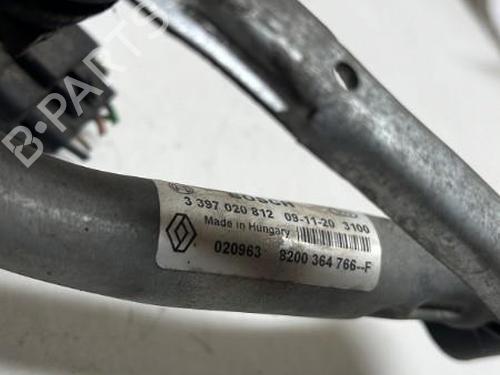 B-PARTS
BOSCH
3 397 020 812 09-11-20 3100
Made in Hungary
020963 8200 364 766--F